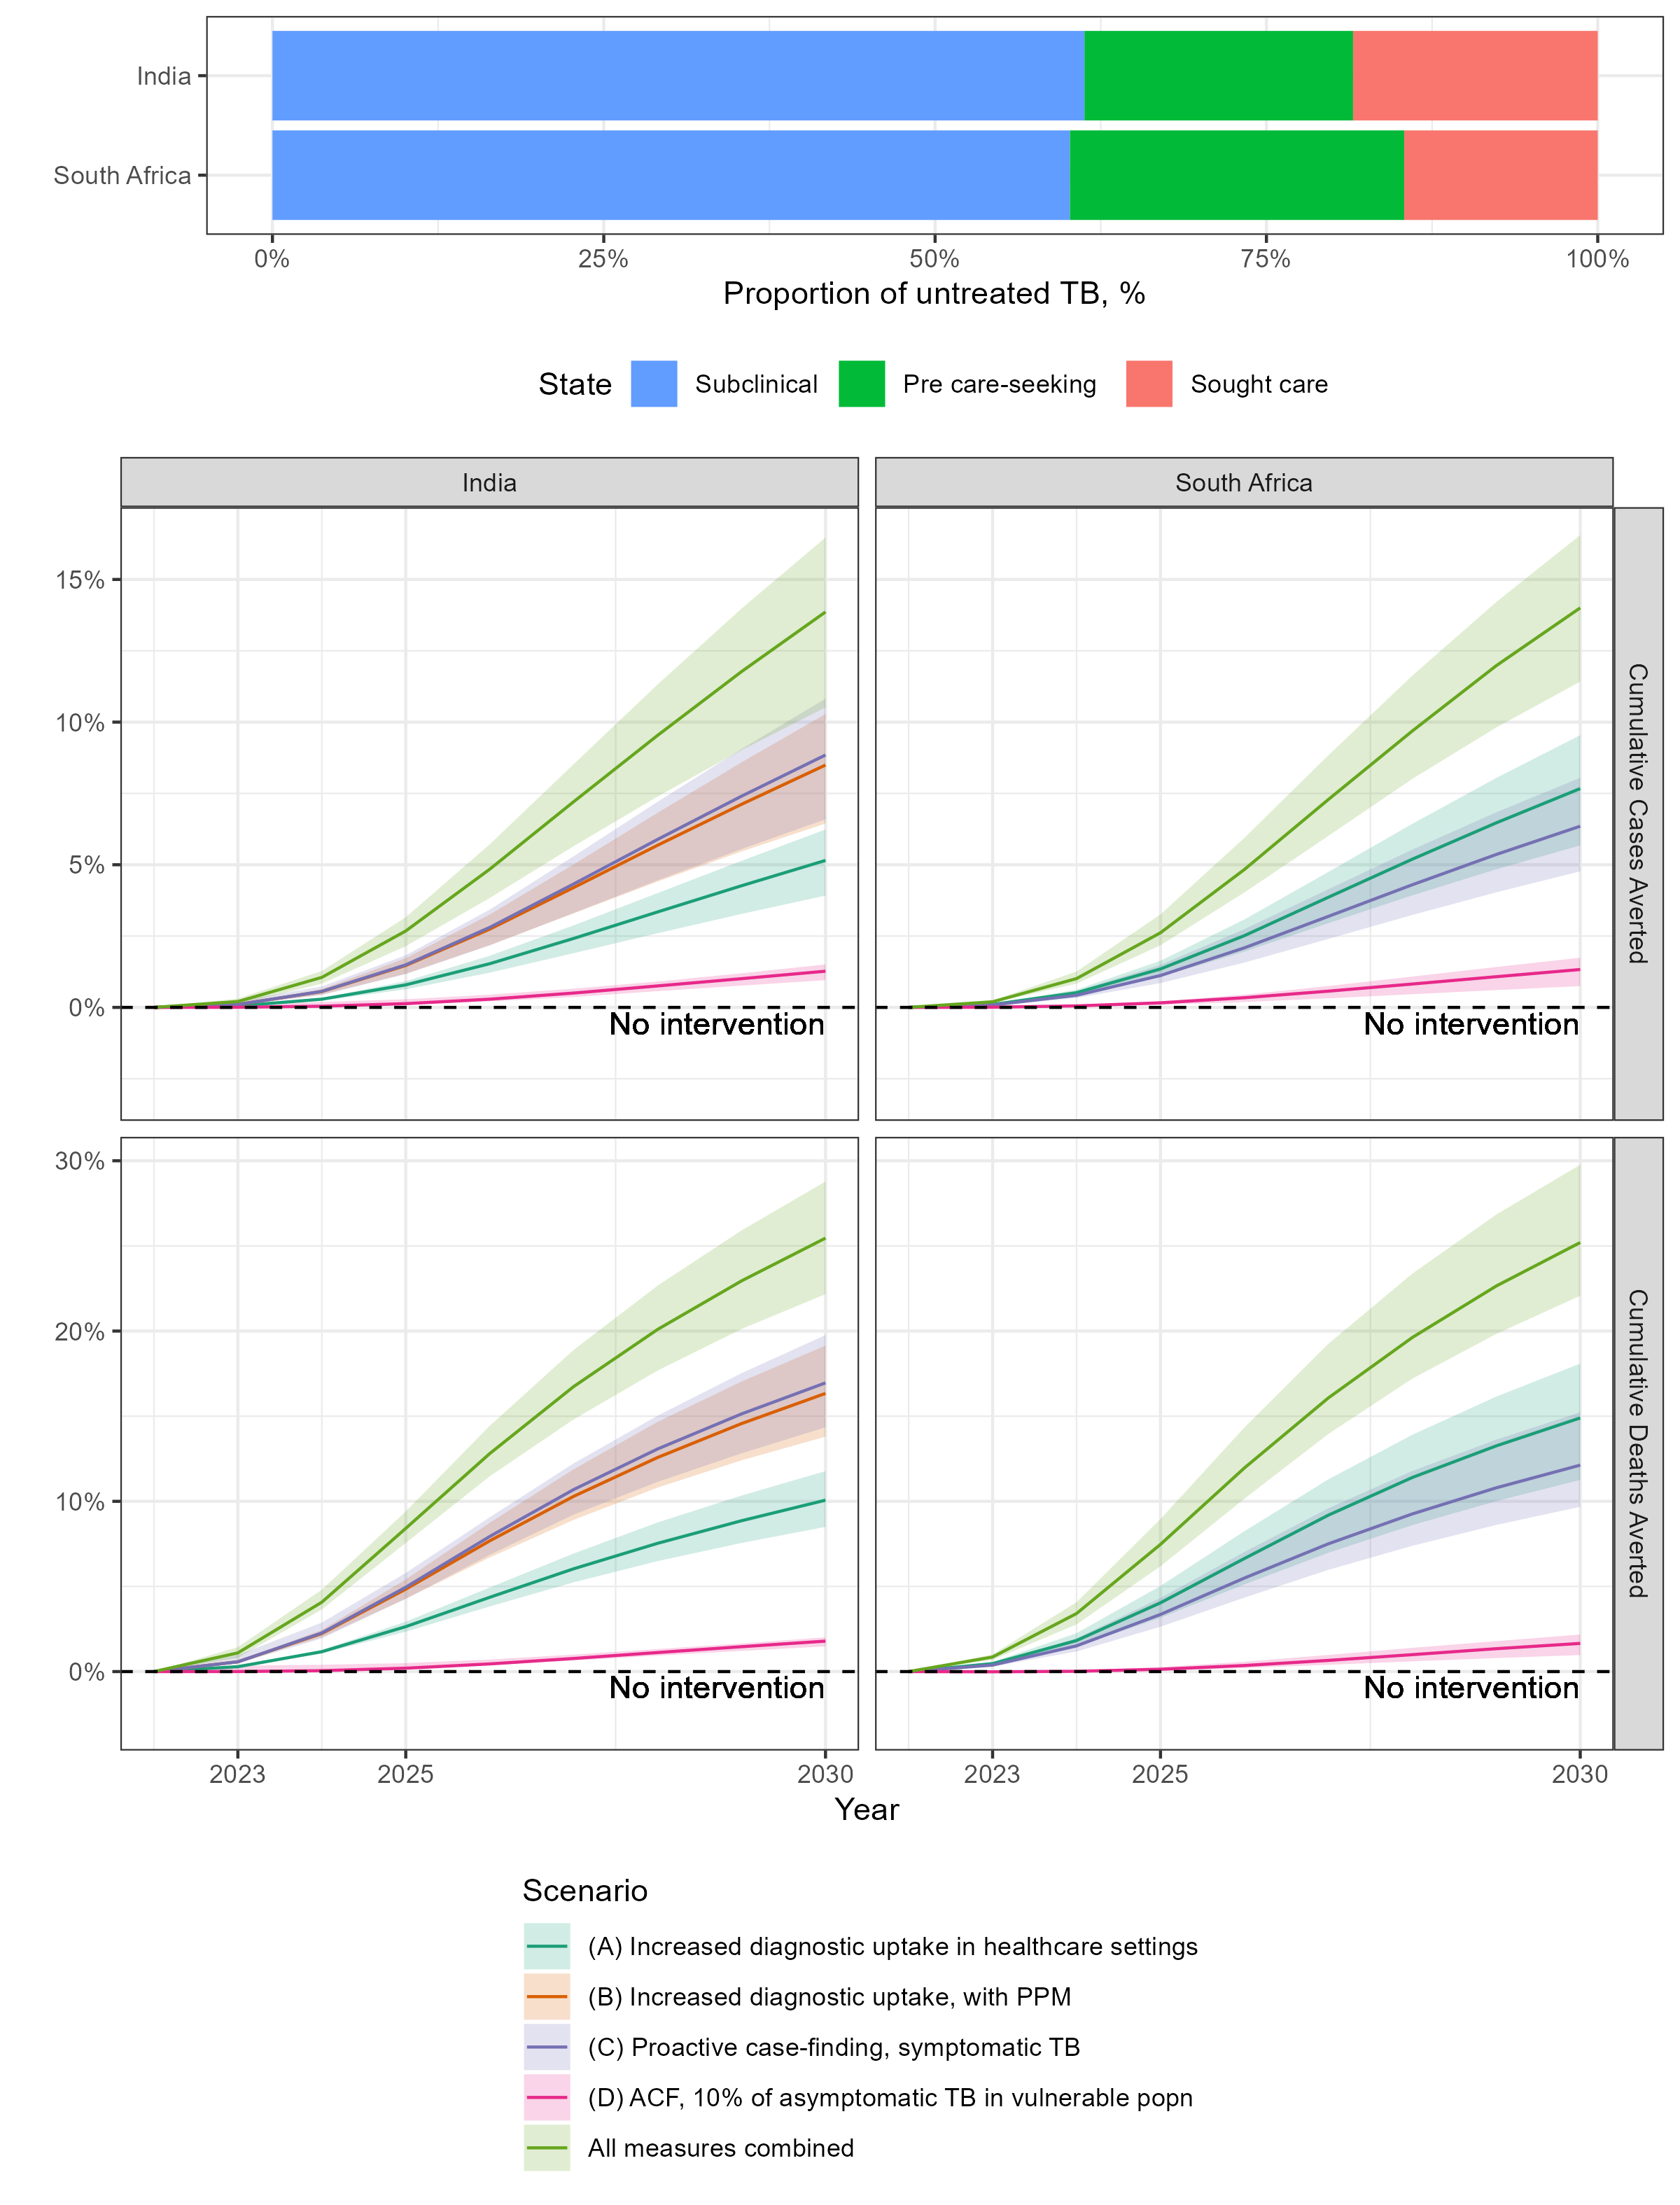 India
South Africa
0% 25% 50% 75% 100%
Proportion of untreated TB, %
State Subclinical Pre care-seeking Sought care
India South Africa
15%
10%
5%
0%
No intervention No intervention
Cumulative Cases Averted
30%
20%
10%
0%
No intervention No intervention
Cumulative Deaths Averted
2023 2025 2030 2023 2025 2030
Year
Scenario
(A) Increased diagnostic uptake in healthcare settings
(B) Increased diagnostic uptake, with PPM
(C) Proactive case-finding, symptomatic TB
(D) ACF, 10% of asymptomatic TB in vulnerable popn
All measures combined